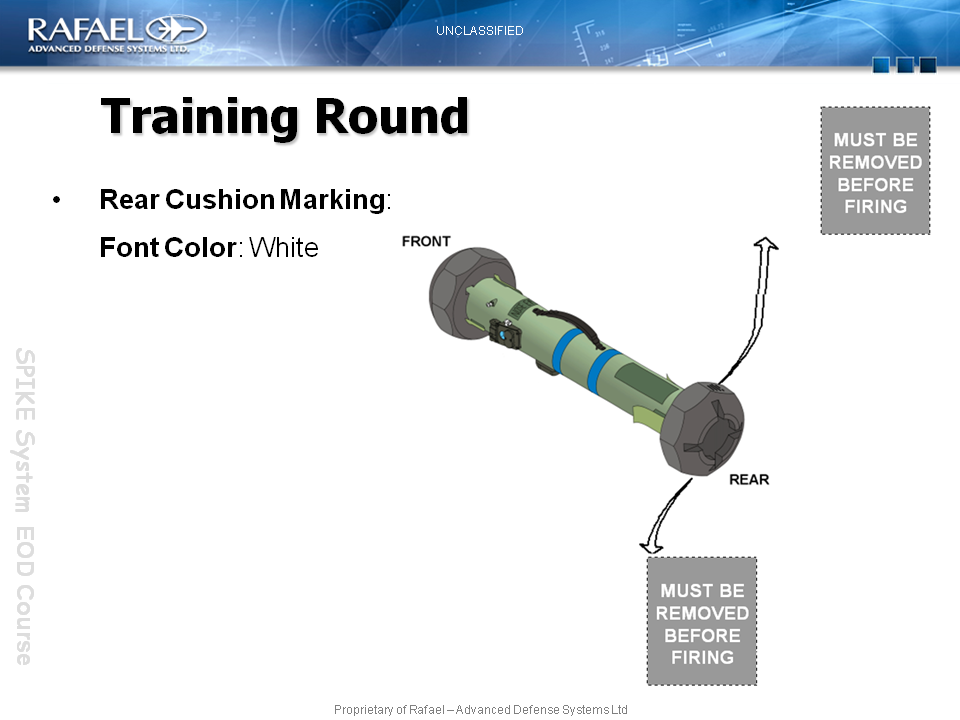 RAFAEL
ADVANCED DEFENSE SYSTEMS LTD.
UNCLASSIFIED
Training Round
MUST BE
REMOVED
BEFORE
FIRING
• Rear Cushion Marking:
Font Color: White
FRONT
REAR
MUST BE
REMOVED
BEFORE
FIRING
SPIKE System EOD Course
Proprietary of Rafael – Advanced Defense Systems Ltd